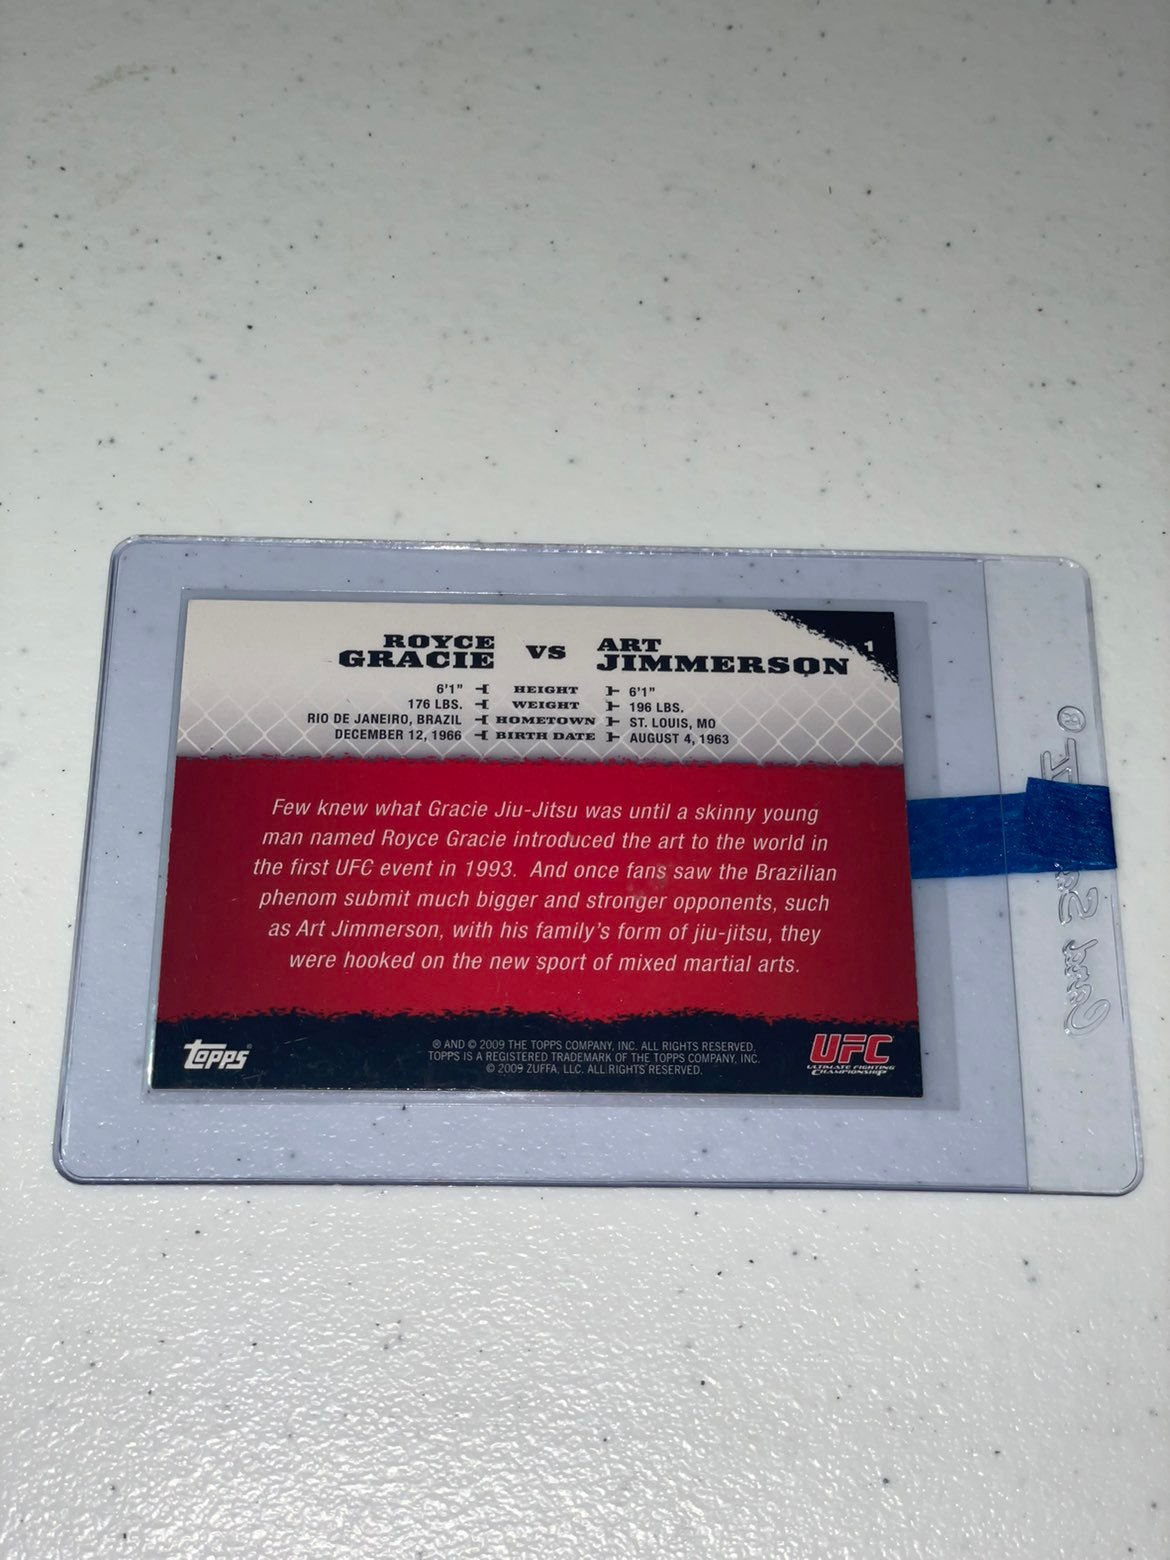 1
ROYCE GRACIE VS ART JIMMERSON
6'1" HEIGHT 6'1"
176 LBS. WEIGHT 196 LBS.
RIO DE JANEIRO, BRAZIL HOMETOWN ST. LOUIS, MO
DECEMBER 12, 1966 BIRTH DATE AUGUST 4, 1963
Few knew what Gracie Jiu-Jitsu was until a skinny young
man named Royce Gracie introduced the art to the world in
the first UFC event in 1993. And once fans saw the Brazilian
phenom submit much bigger and stronger opponents, such
as Art Jimmerson, with his family's form of jiu-jitsu, they
were hooked on the new sport of mixed martial arts.
topps®
® AND © 2009 THE TOPPS COMPANY, INC. ALL RIGHTS RESERVED.
TOPPS IS A REGISTERED TRADEMARK OF THE TOPPS COMPANY, INC.
© 2009 ZUFFA, LLC. ALL RIGHTS RESERVED.
UFC
ULTIMATE FIGHTING
CHAMPIONSHIP
®